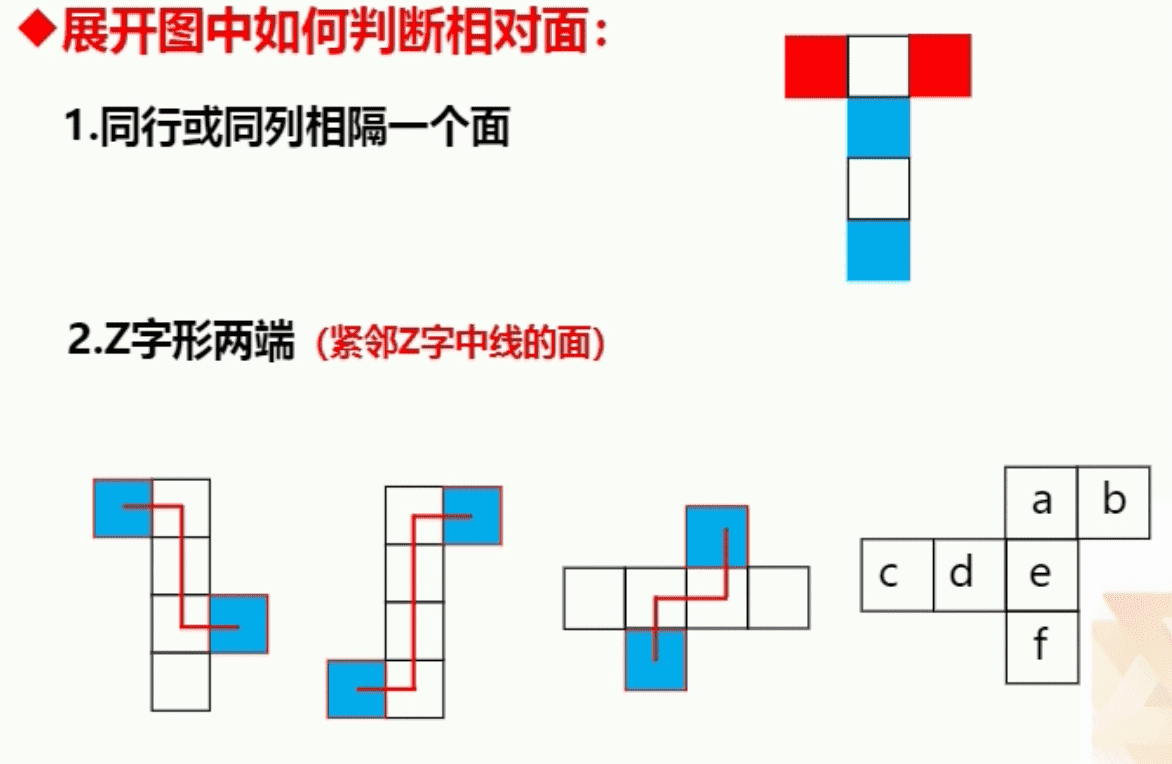 ◆展开图中如何判断相对面：
1.同行或同列相隔一个面
2.Z字形两端（紧邻Z字中线的面）
a b
c d e
f